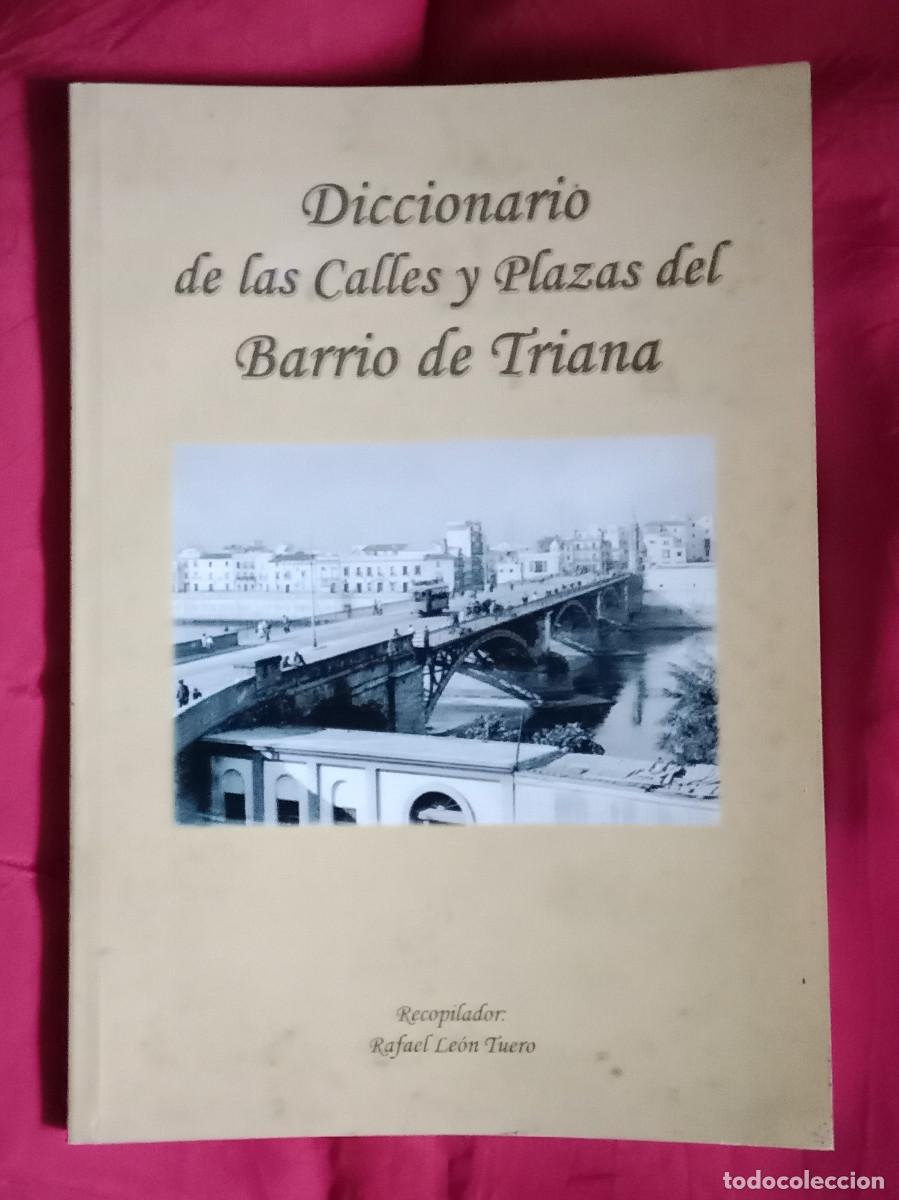 Diccionario
de las Calles y Plazas del
Barrio de Triana
Recopilador:
Rafael León Tuero
todocoleccion